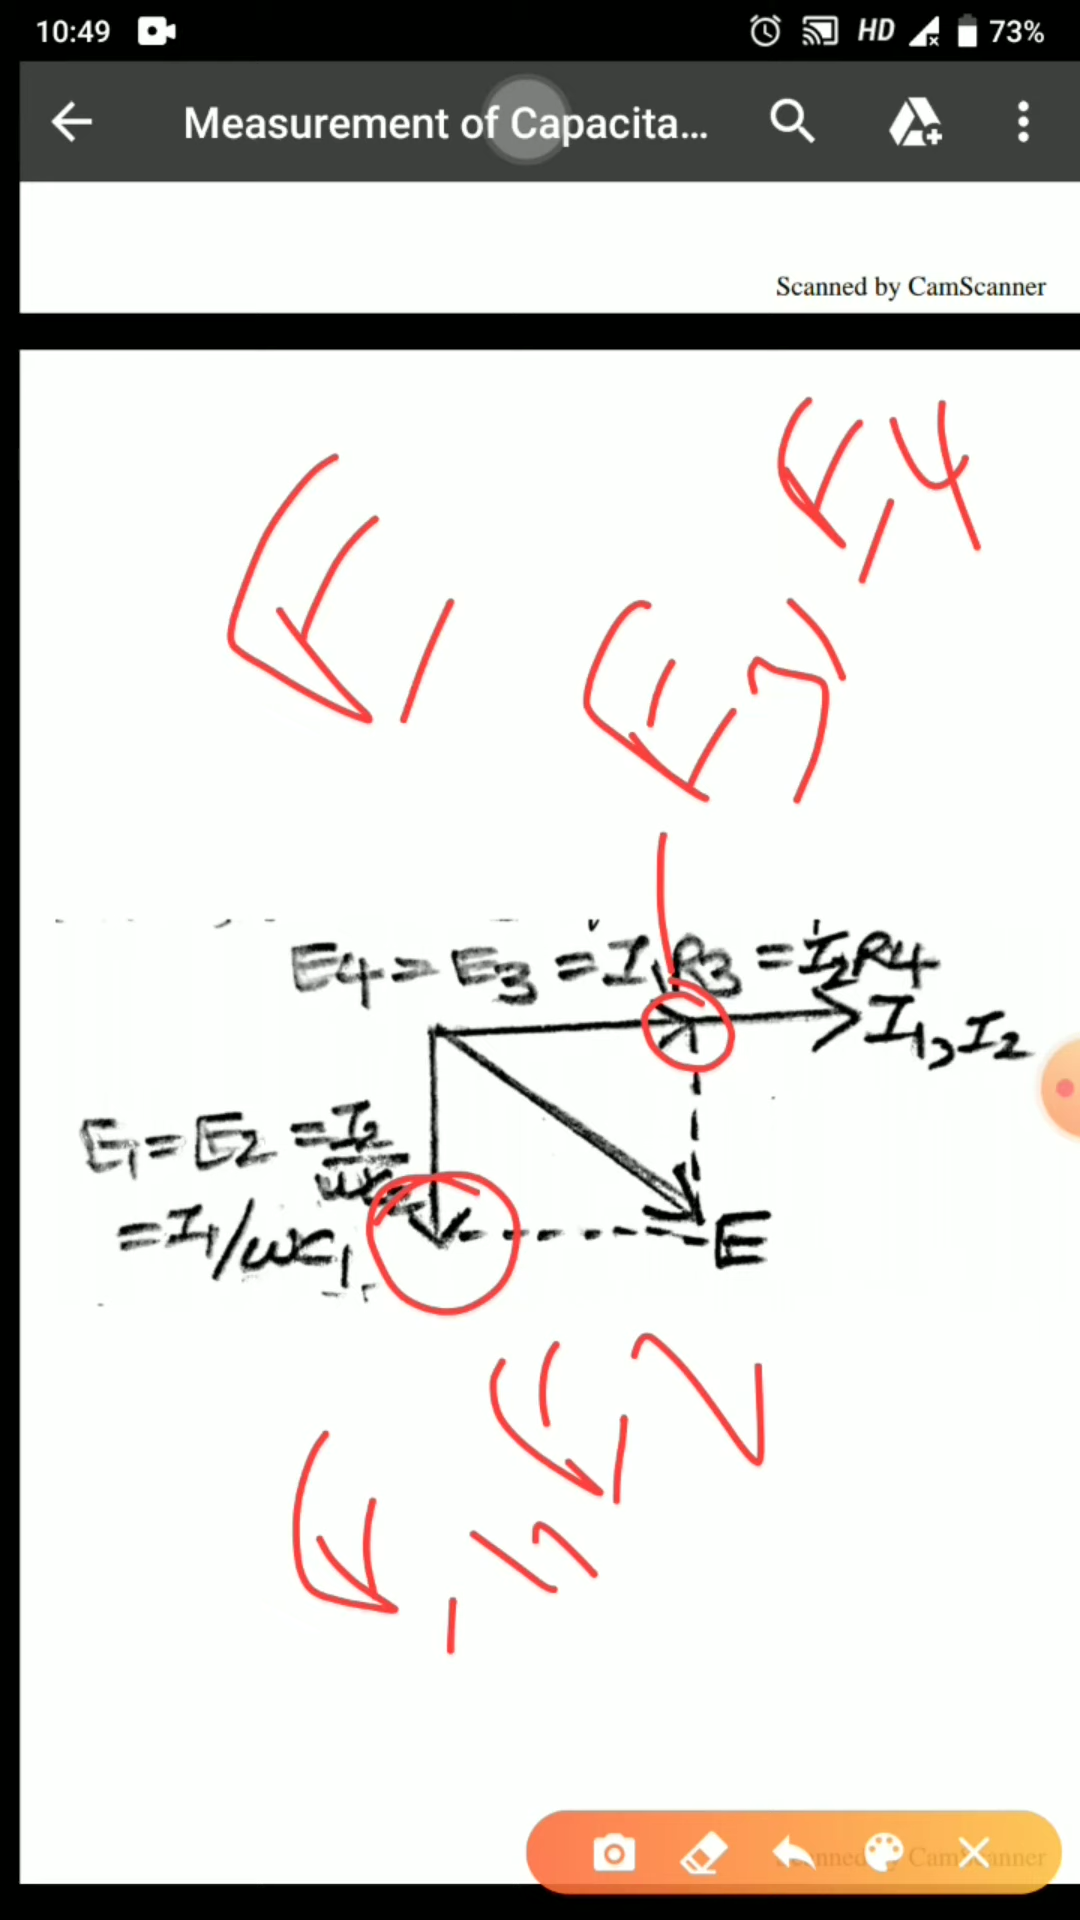 10:49 HD 73%
Measurement of Capacita...
Scanned by CamScanner
E1
E4
E3
E4 = E3 = I1R3 = I2R4
I1, I2
E1 = E2 = I2/ωC2
= I1/ωC1
E